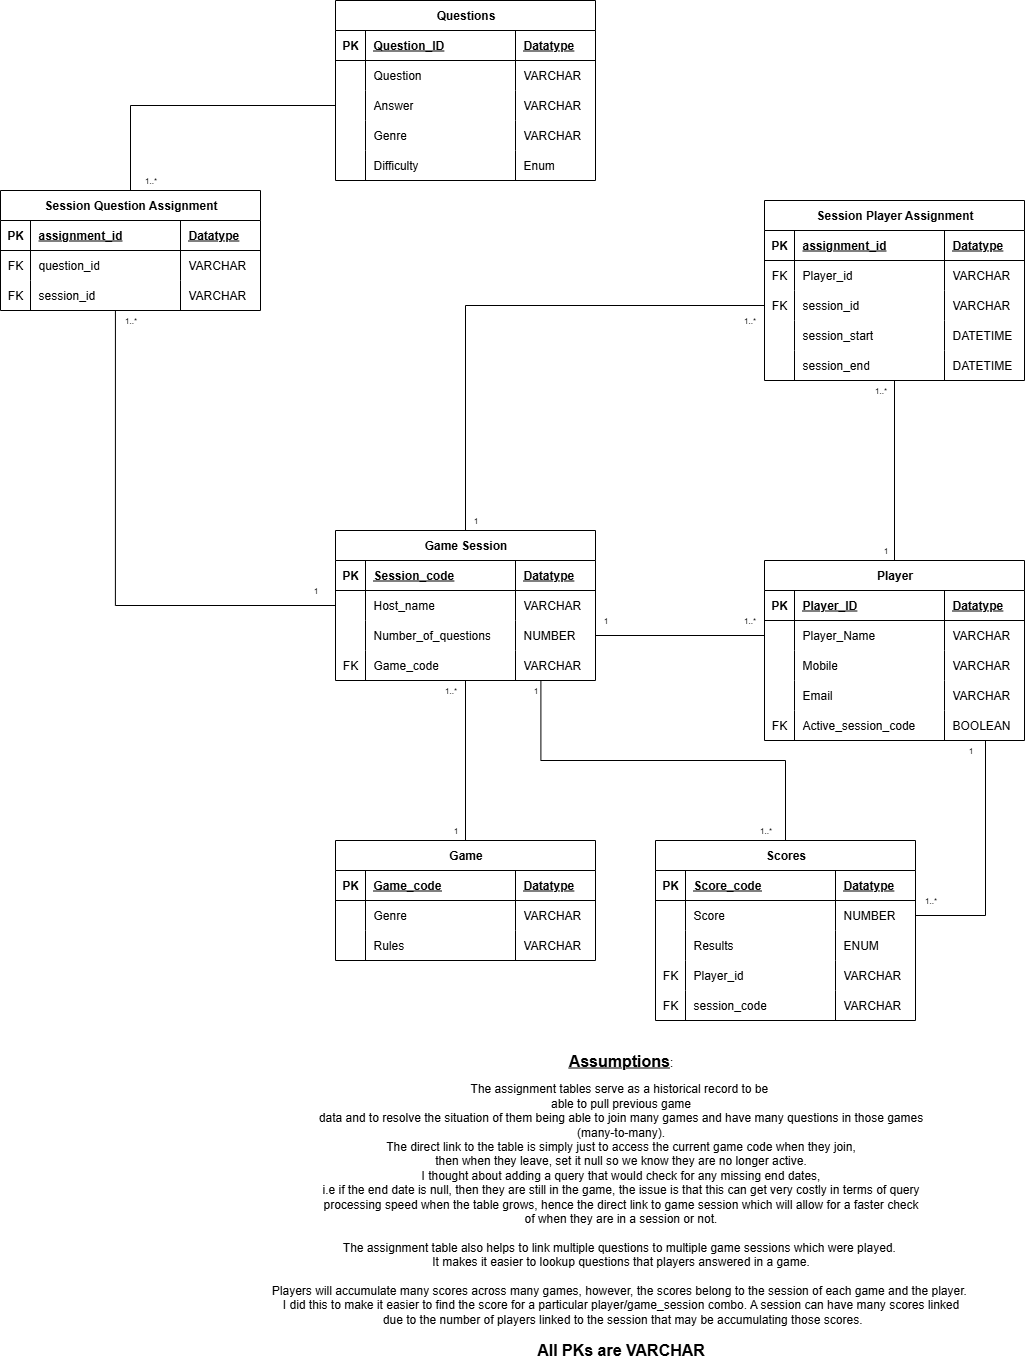 Questions
PK Question_ID Datatype
Question VARCHAR
Answer VARCHAR
Genre VARCHAR
Difficulty Enum
1..*
Session Question Assignment
PK assignment_id Datatype
FK question_id VARCHAR
FK session_id VARCHAR
1..*
Session Player Assignment
PK assignment_id Datatype
FK Player_id VARCHAR
FK session_id VARCHAR
session_start DATETIME
session_end DATETIME
1..*
1..*
1
1
1
Game Session
PK Session_code Datatype
Host_name VARCHAR
Number_of_questions NUMBER
FK Game_code VARCHAR
1
1..*
Player
PK Player_ID Datatype
Player_Name VARCHAR
Mobile VARCHAR
Email VARCHAR
FK Active_session_code BOOLEAN
1..*
1
1
1
1..*
1..*
Game
PK Game_code Datatype
Genre VARCHAR
Rules VARCHAR
Scores
PK Score_code Datatype
Score NUMBER
Results ENUM
FK Player_id VARCHAR
FK session_code VARCHAR
Assumptions:
The assignment tables serve as a historical record to be
able to pull previous game
data and to resolve the situation of them being able to join many games and have many questions in those games
(many-to-many).
The direct link to the table is simply just to access the current game code when they join,
then when they leave, set it null so we know they are no longer active.
I thought about adding a query that would check for any missing end dates,
i.e if the end date is null, then they are still in the game, the issue is that this can get very costly in terms of query
processing speed when the table grows, hence the direct link to game session which will allow for a faster check
of when they are in a session or not.
The assignment table also helps to link multiple questions to multiple game sessions which were played.
It makes it easier to lookup questions that players answered in a game.
Players will accumulate many scores across many games, however, the scores belong to the session of each game and the player.
I did this to make it easier to find the score for a particular player/game_session combo. A session can have many scores linked
due to the number of players linked to the session that may be accumulating those scores.
All PKs are VARCHAR